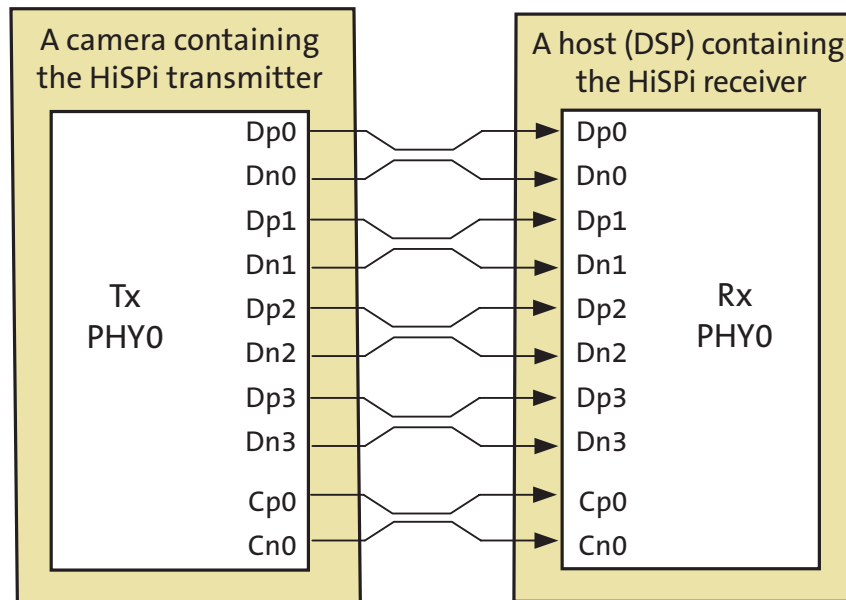 A camera containing
the HiSPi transmitter
Tx
PHY0
Dp0
Dn0
Dp1
Dn1
Dp2
Dn2
Dp3
Dn3
Cp0
Cn0
A host (DSP) containing
the HiSPi receiver
Dp0
Dn0
Dp1
Dn1
Dp2
Dn2
Dp3
Dn3
Cp0
Cn0
Rx
PHY0